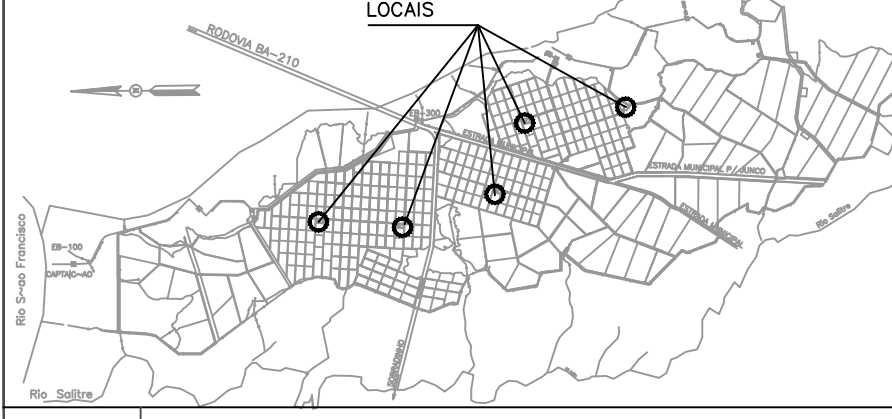 LOCAIS
RODOVIA BA-210
EB-300
ESTRADA MUNICIPAL
ESTRADA MUNICIPAL P/ JUNCO
ESTRADA MUNICIPAL
Rio Salitre
Rio S~ao Francisco
EB-100
CAPTA|C~AO
SOBRADINHO
Rio Salitre